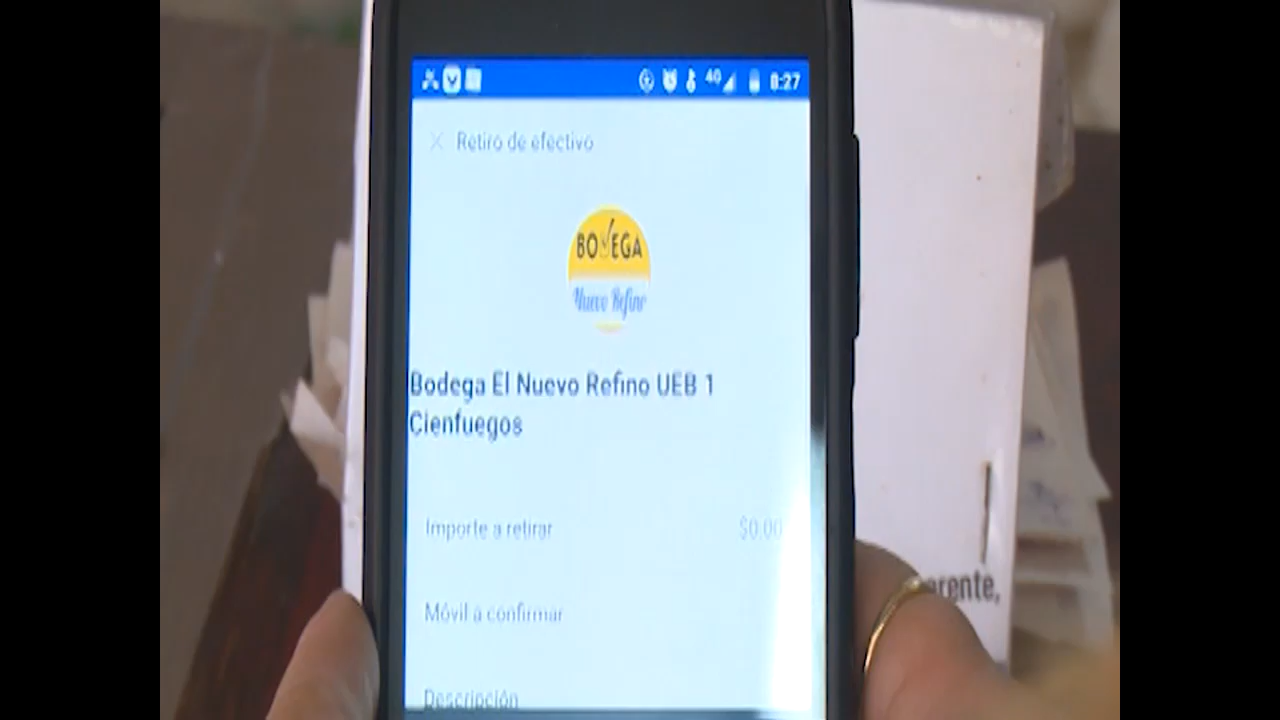 4G 8:27
Retiro de efectivo
BODEGA
Nuevo Refino
Bodega El Nuevo Refino UEB 1
Cienfuegos
Importe a retirar $0.00
Móvil a confirmar
erente,
Descripción